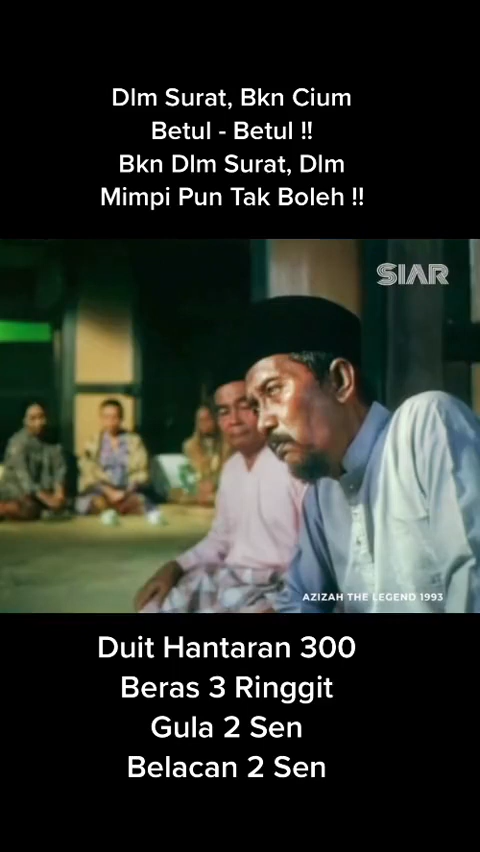 Dlm Surat, Bkn Cium
Betul - Betul !!
Bkn Dlm Surat, Dlm
Mimpi Pun Tak Boleh !!
SIAR
AZIZAH THE LEGEND 1993
Duit Hantaran 300
Beras 3 Ringgit
Gula 2 Sen
Belacan 2 Sen